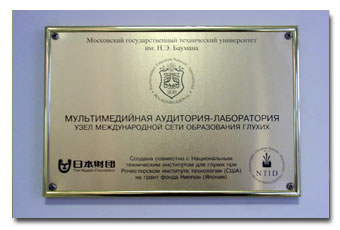 Московский государственный технический университет
им. Н.Э. Баумана
МУЛЬТИМЕДИЙНАЯ АУДИТОРИЯ-ЛАБОРАТОРИЯ
УЗЕЛ МЕЖДУНАРОДНОЙ СЕТИ ОБРАЗОВАНИЯ ГЛУХИХ
日本財団
The Nippon Foundation
Создана совместно с Национальным
техническим институтом для глухих при
Рочестерском институте технологии (США)
на грант фонда Ниппон (Япония)
NTID